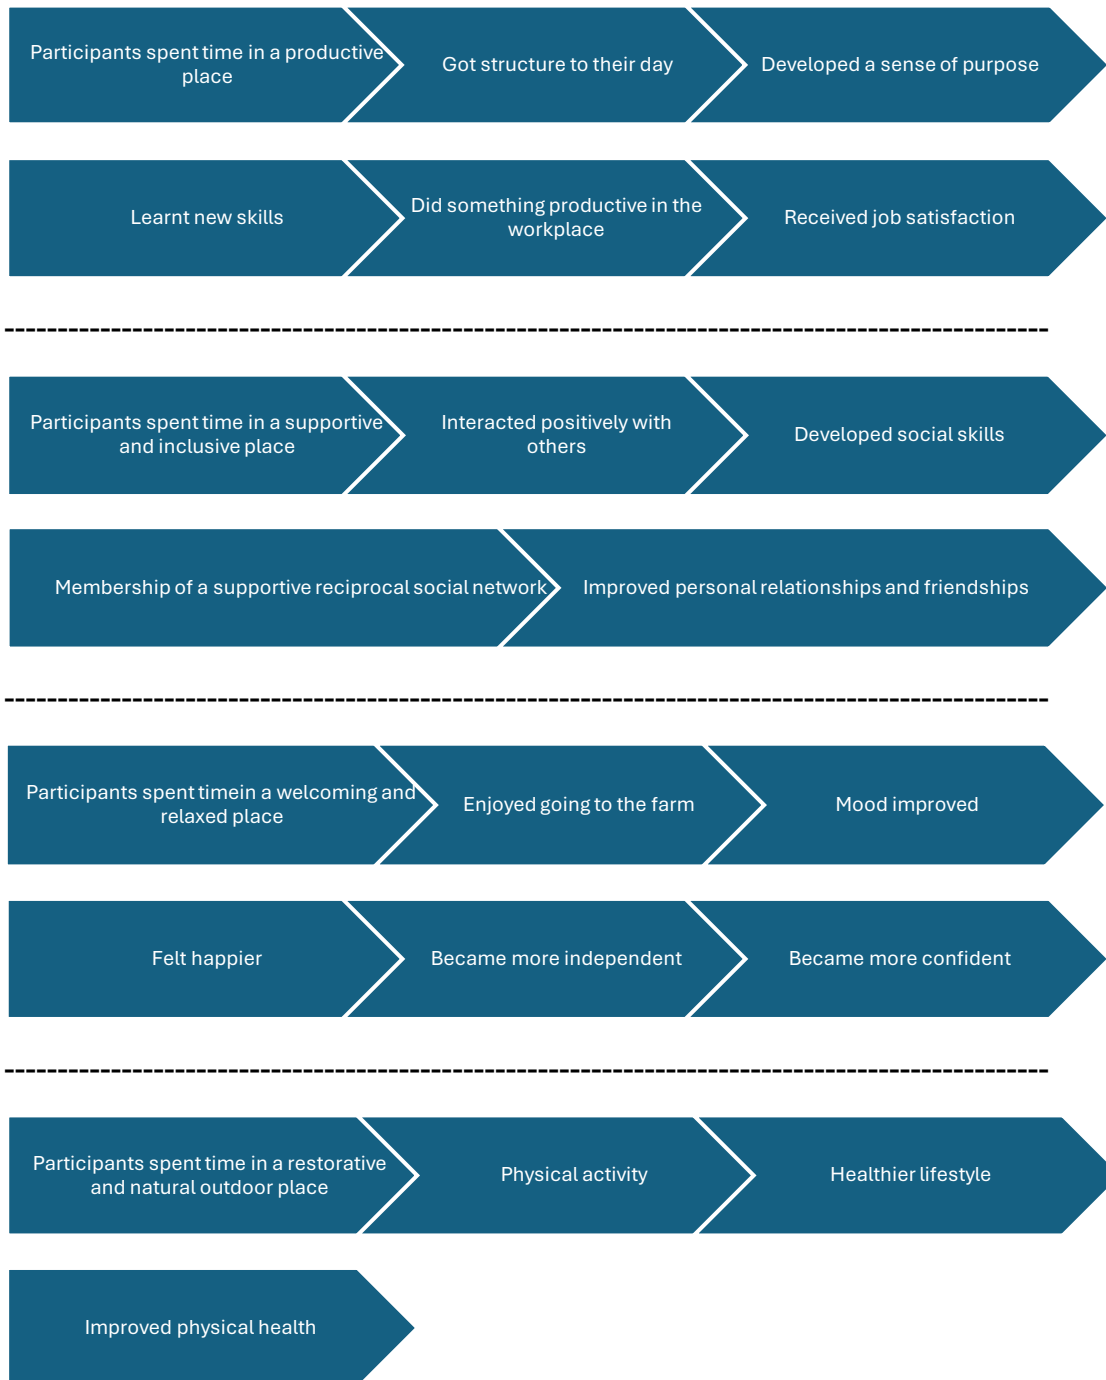 Participants spent time in a productive
place
Got structure to their day
Developed a sense of purpose
Learnt new skills
Did something productive in the
workplace
Received job satisfaction
Participants spent time in a supportive
and inclusive place
Interacted positively with
others
Developed social skills
Membership of a supportive reciprocal social network
Improved personal relationships and friendships
Participants spent timein a welcoming and
relaxed place
Enjoyed going to the farm
Mood improved
Felt happier
Became more independent
Became more confident
Participants spent time in a restorative
and natural outdoor place
Physical activity
Healthier lifestyle
Improved physical health